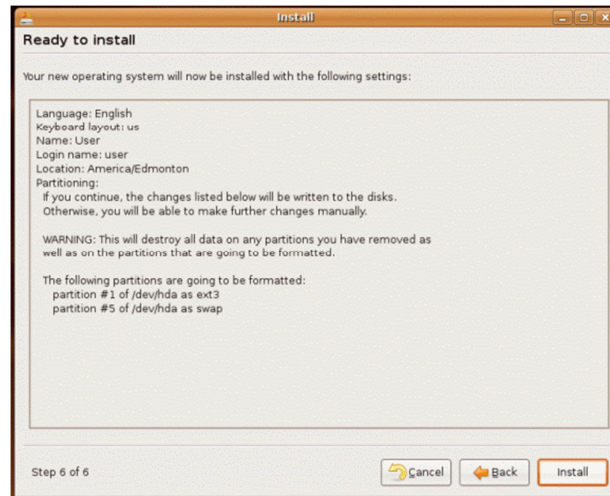 Install
Ready to install
Your new operating system will now be installed with the following settings:
Language: English
Keyboard layout: us
Name: User
Login name: user
Location: America/Edmonton
Partitioning:
If you continue, the changes listed below will be written to the disks.
Otherwise, you will be able to make further changes manually.
WARNING: This will destroy all data on any partitions you have removed as
well as on the partitions that are going to be formatted.
The following partitions are going to be formatted:
partition #1 of /dev/hda as ext3
partition #5 of /dev/hda as swap
Step 6 of 6
Cancel
Back
Install